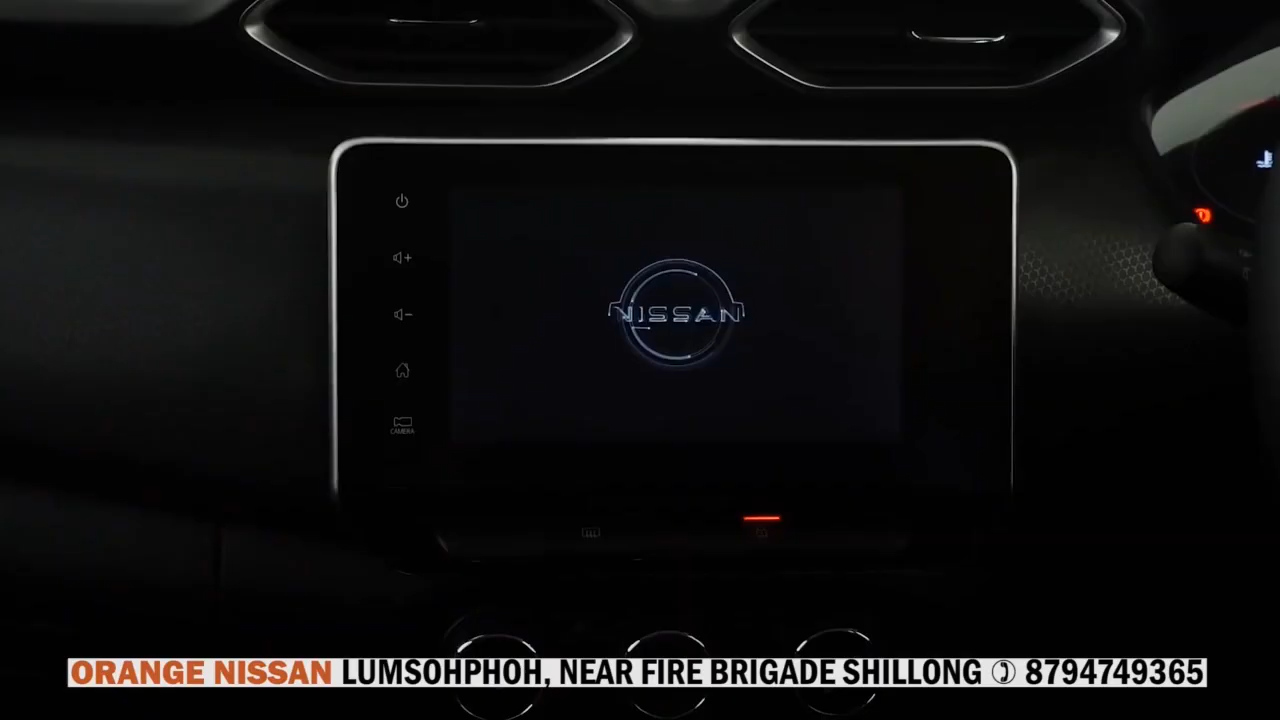 NISSAN
CAMERA
ORANGE NISSAN LUMSOHPHOH, NEAR FIRE BRIGADE SHILLONG ✆ 8794749365